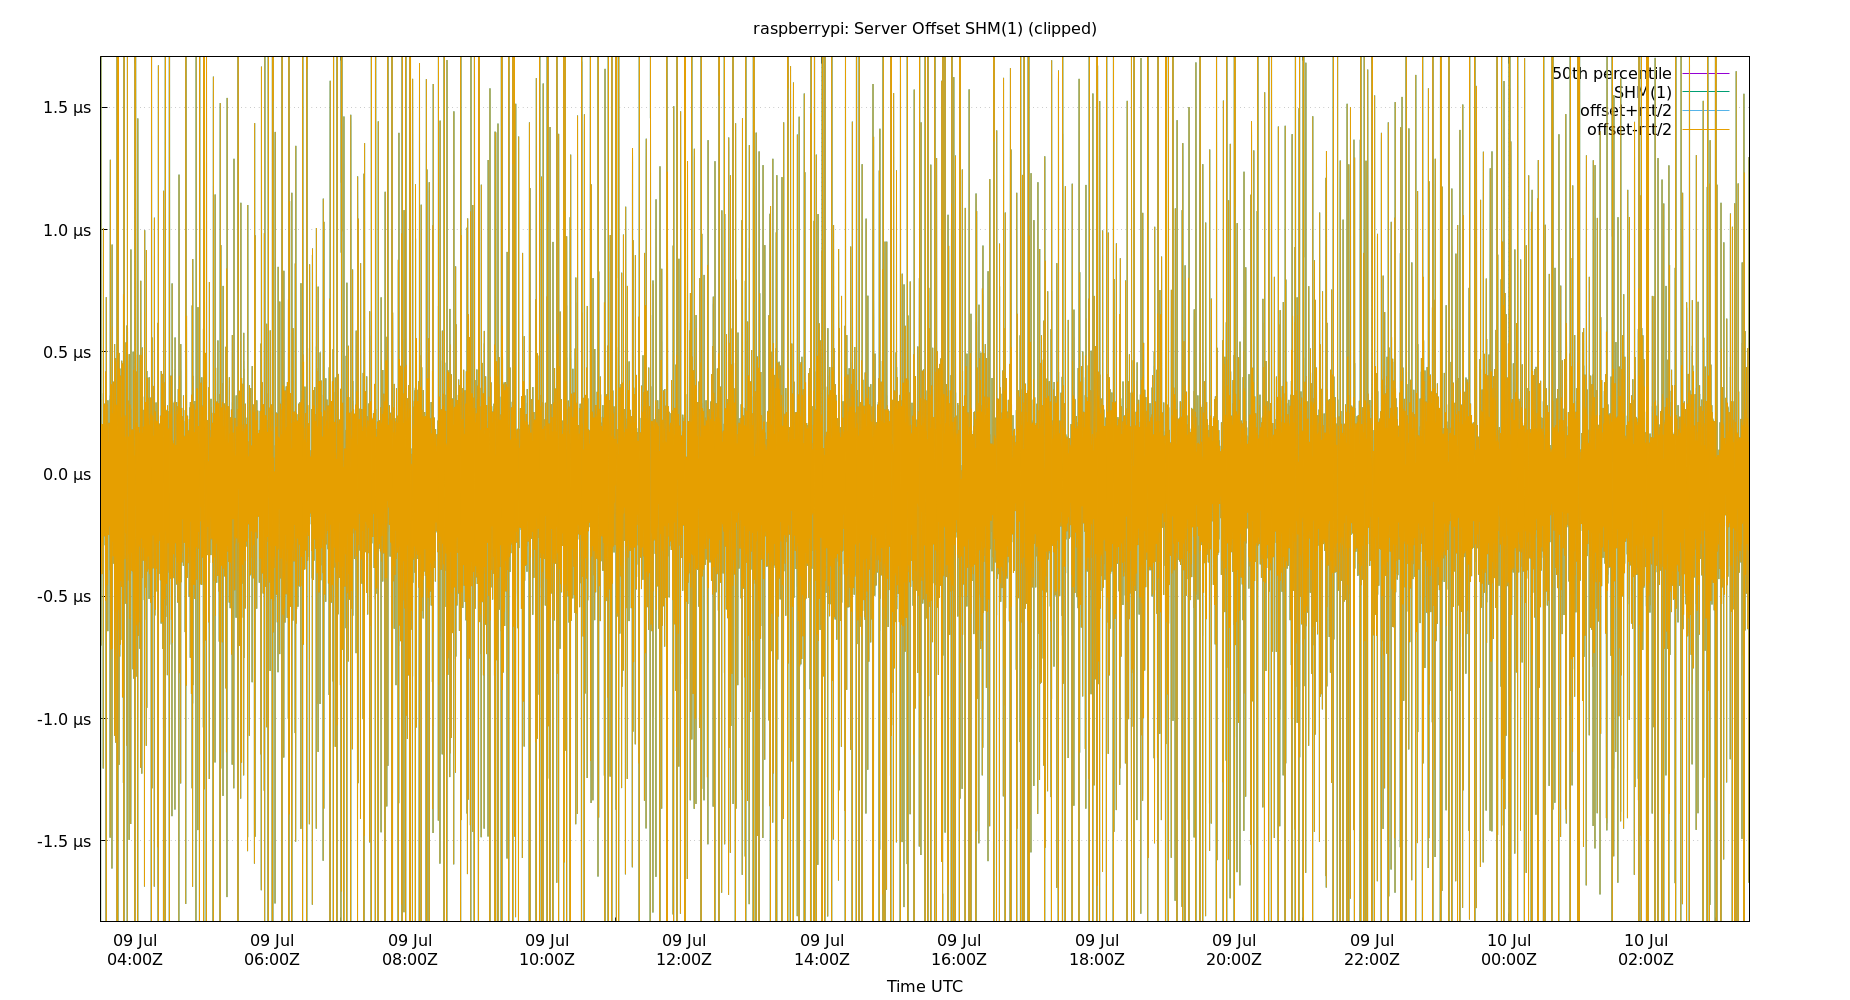 raspberrypi: Server Offset SHM(1) (clipped)
50th percentile
SHM(1)
offset+rtt/2
offset-rtt/2
1.5 µs
1.0 µs
0.5 µs
0.0 µs
-0.5 µs
-1.0 µs
-1.5 µs
09 Jul 09 Jul 09 Jul 09 Jul 09 Jul 09 Jul 09 Jul 09 Jul 09 Jul 09 Jul 10 Jul 10 Jul
04:00Z 06:00Z 08:00Z 10:00Z 12:00Z 14:00Z 16:00Z 18:00Z 20:00Z 22:00Z 00:00Z 02:00Z
Time UTC